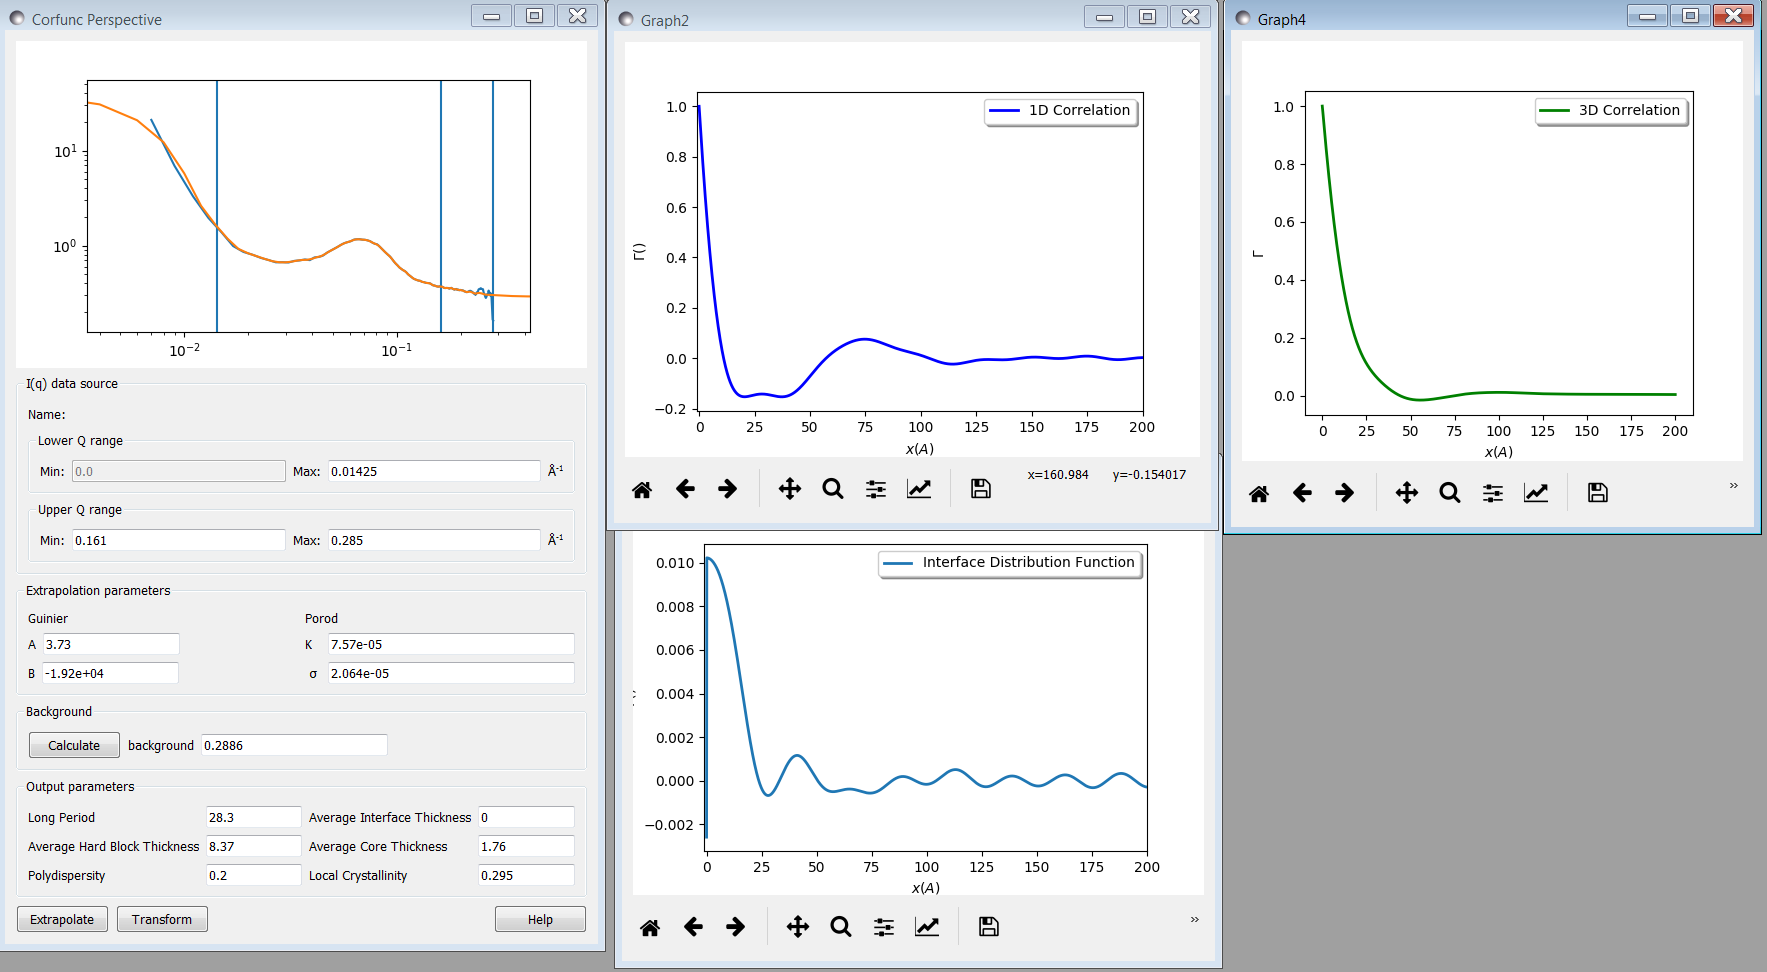 Corfunc Perspective
10¹
10⁰
10⁻² 10⁻¹
I(q) data source
Name:
Lower Q range
Min: 0.0 Max: 0.01425 Å⁻¹
Upper Q range
Min: 0.161 Max: 0.285 Å⁻¹
Extrapolation parameters
Guinier Porod
A 3.73 K 7.57e-05
B -1.92e+04 σ 2.064e-05
Background
Calculate background 0.2886
Output parameters
Long Period 28.3 Average Interface Thickness 0
Average Hard Block Thickness 8.37 Average Core Thickness 1.76
Polydispersity 0.2 Local Crystallinity 0.295
Extrapolate Transform Help
Graph2
1D Correlation
1.0
0.8
0.6
0.4
0.2
0.0
−0.2
Γ()
0 25 50 75 100 125 150 175 200
x(A)
x=160.984 y=-0.154017
Interface Distribution Function
0.010
0.008
0.006
0.004
0.002
0.000
−0.002
0 25 50 75 100 125 150 175 200
x(A)
»
Graph4
3D Correlation
1.0
0.8
0.6
0.4
0.2
0.0
Γ
0 25 50 75 100 125 150 175 200
x(A)
»